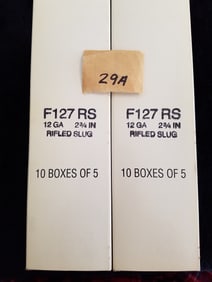 29A
F127 RS
12 GA 2¾ IN
RIFLED SLUG
10 BOXES OF 5
F127 RS
12 GA 2¾ IN
RIFLED SLUG
10 BOXES OF 5